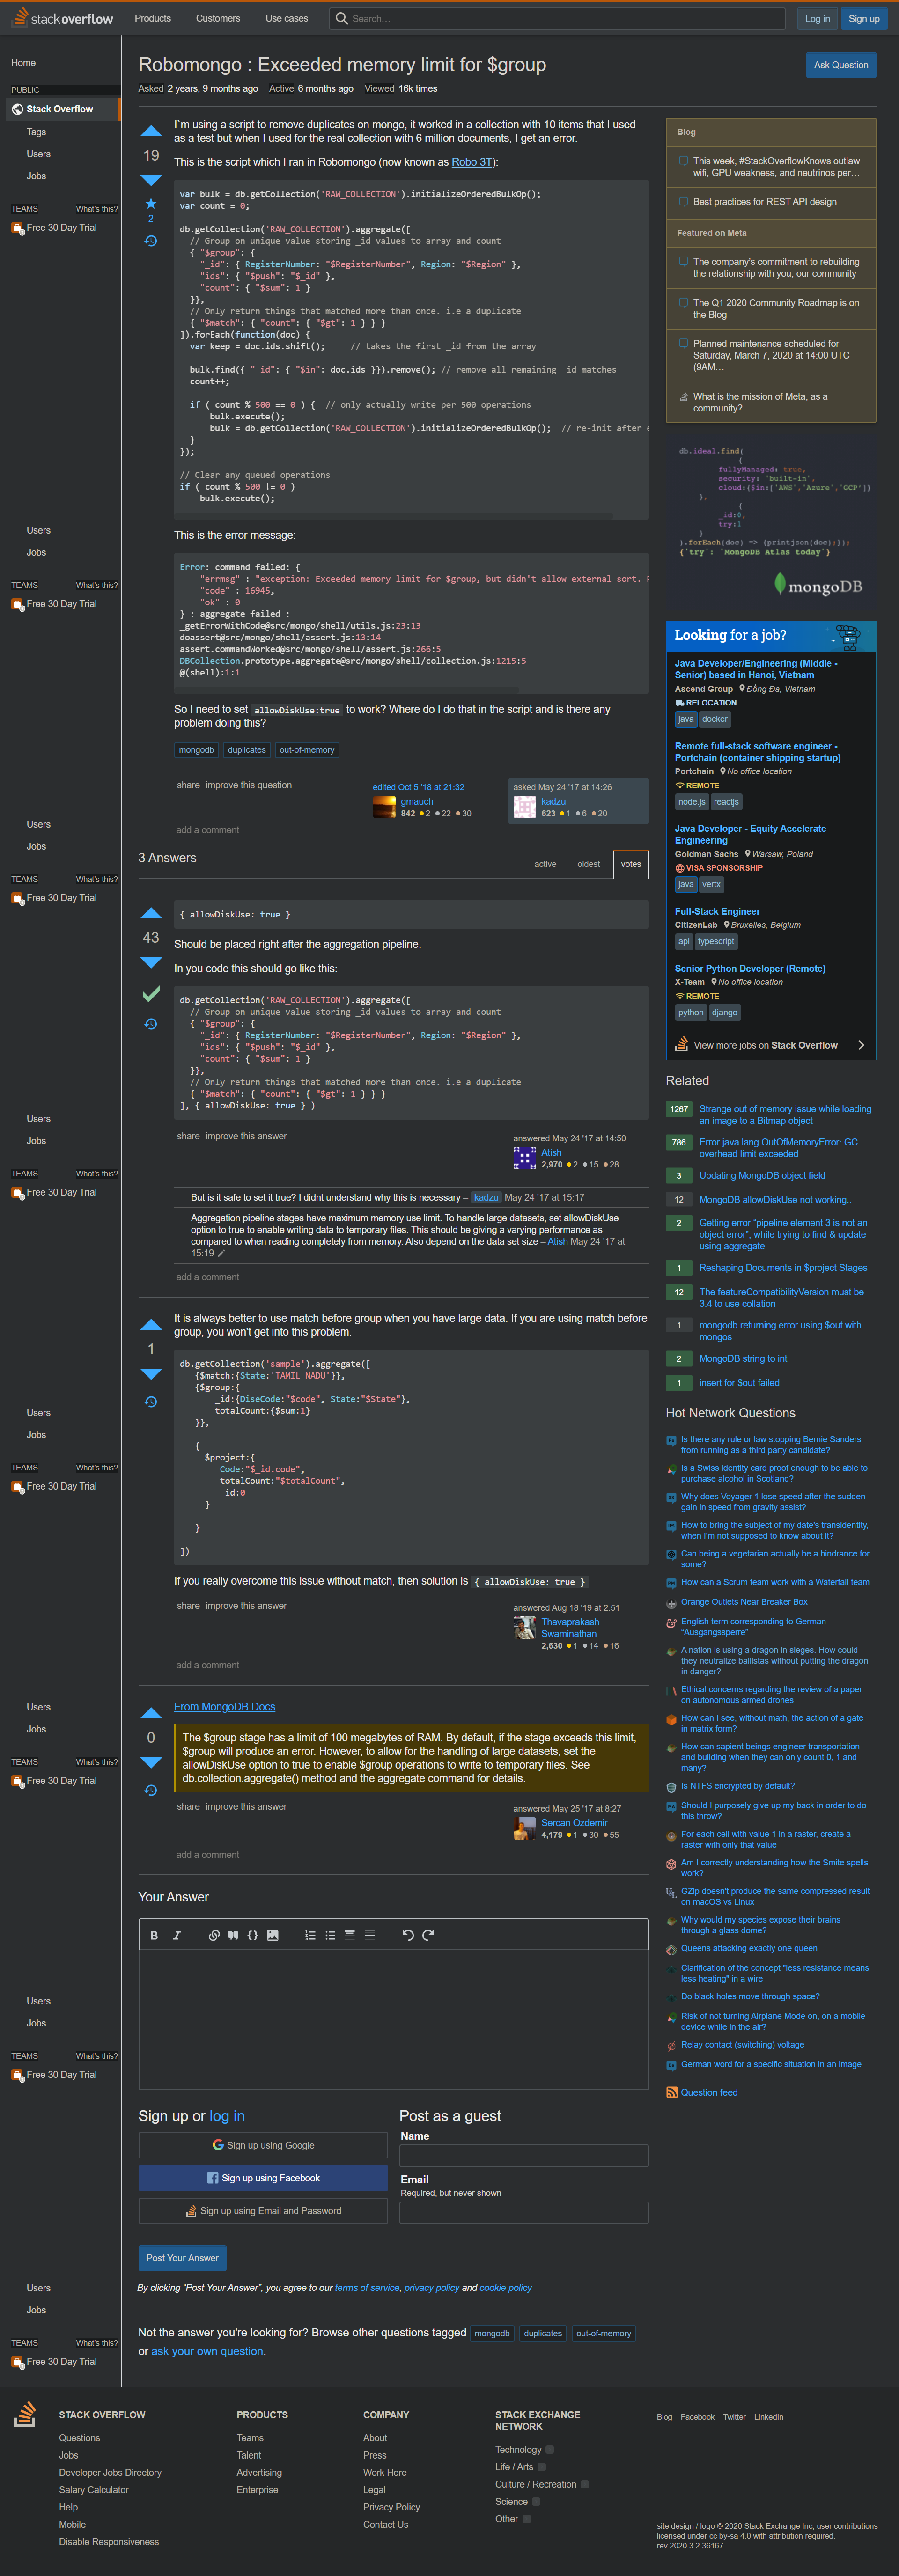 stackoverflow
Products
Customers
Use cases
Search…
Log in
Sign up
Home
PUBLIC
Stack Overflow
Tags
Users
Jobs
TEAMS
What's this?
Free 30 Day Trial
Robomongo : Exceeded memory limit for $group
Ask Question
Asked 2 years, 9 months ago Active 6 months ago Viewed 16k times
19
2
I`m using a script to remove duplicates on mongo, it worked in a collection with 10 items that I used
as a test but when I used for the real collection with 6 million documents, I get an error.
This is the script which I ran in Robomongo (now known as Robo 3T):
var bulk = db.getCollection('RAW_COLLECTION').initializeOrderedBulkOp();
var count = 0;
db.getCollection('RAW_COLLECTION').aggregate([
// Group on unique value storing _id values to array and count
{ "$group": {
"_id": { RegisterNumber: "$RegisterNumber", Region: "$Region" },
"ids": { "$push": "$_id" },
"count": { "$sum": 1 }
}},
// Only return things that matched more than once. i.e a duplicate
{ "$match": { "count": { "$gt": 1 } } }
]).forEach(function(doc) {
var keep = doc.ids.shift(); // takes the first _id from the array
bulk.find({ "_id": { "$in": doc.ids }}).remove(); // remove all remaining _id matches
count++;
if ( count % 500 == 0 ) { // only actually write per 500 operations
bulk.execute();
bulk = db.getCollection('RAW_COLLECTION').initializeOrderedBulkOp(); // re-init after
}
});
// Clear any queued operations
if ( count % 500 != 0 )
bulk.execute();
This is the error message:
Error: command failed: {
"errmsg" : "exception: Exceeded memory limit for $group, but didn't allow external sort.
"code" : 16945,
"ok" : 0
} : aggregate failed :
_getErrorWithCode@src/mongo/shell/utils.js:23:13
doassert@src/mongo/shell/assert.js:13:14
assert.commandWorked@src/mongo/shell/assert.js:266:5
DBCollection.prototype.aggregate@src/mongo/shell/collection.js:1215:5
@(shell):1:1
So I need to set allowDiskUse:true to work? Where do I do that in the script and is there any
problem doing this?
mongodb duplicates out-of-memory
share improve this question
edited Oct 5 '18 at 21:32
gmauch
842 2 22 30
asked May 24 '17 at 14:26
kadzu
623 1 6 20
add a comment
3 Answers
active
oldest
votes
43
{ allowDiskUse: true }
Should be placed right after the aggregation pipeline.
In you code this should go like this:
db.getCollection('RAW_COLLECTION').aggregate([
// Group on unique value storing _id values to array and count
{ "$group": {
"_id": { RegisterNumber: "$RegisterNumber", Region: "$Region" },
"ids": { "$push": "$_id" },
"count": { "$sum": 1 }
}},
// Only return things that matched more than once. i.e a duplicate
{ "$match": { "count": { "$gt": 1 } } }
], { allowDiskUse: true } )
share improve this answer
answered May 24 '17 at 14:50
Atish
2,970 2 15 28
But is it safe to set it true? I didnt understand why this is necessary – kadzu May 24 '17 at 15:17
Aggregation pipeline stages have maximum memory use limit. To handle large datasets, set allowDiskUse
option to true to enable writing data to temporary files. This should be giving a varying performance as
compared to when reading completely from memory. Also depend on the data set size – Atish May 24 '17 at
15:19
add a comment
1
It is always better to use match before group when you have large data. If you are using match before
group, you won't get into this problem.
db.getCollection('sample').aggregate([
{$match:{State:'TAMIL NADU'}},
{$group:{
_id:{DiseCode:"$code", State:"$State"},
totalCount:{$sum:1}
}},
{
$project:{
Code:"$_id.code",
totalCount:"$totalCount",
_id:0
}
}
])
If you really overcome this issue without match, then solution is { allowDiskUse: true }
share improve this answer
answered Aug 18 '19 at 2:51
Thavaprakash
Swaminathan
2,630 1 14 16
add a comment
0
From MongoDB Docs
The $group stage has a limit of 100 megabytes of RAM. By default, if the stage exceeds this limit,
$group will produce an error. However, to allow for the handling of large datasets, set the
allowDiskUse option to true to enable $group operations to write to temporary files. See
db.collection.aggregate() method and the aggregate command for details.
share improve this answer
answered May 25 '17 at 8:27
Sercan Ozdemir
4,179 1 30 55
add a comment
Your Answer
Sign up or log in
Sign up using Google
Sign up using Facebook
Sign up using Email and Password
Post as a guest
Name
Email
Required, but never shown
Post Your Answer
By clicking “Post Your Answer”, you agree to our terms of service, privacy policy and cookie policy
Not the answer you're looking for? Browse other questions tagged mongodb duplicates out-of-memory
or ask your own question.
Blog
This week, #StackOverflowKnows outlaw
wifi, GPU weakness, and neutrinos per…
Best practices for REST API design
Featured on Meta
The company's commitment to rebuilding
the relationship with you, our community
The Q1 2020 Community Roadmap is on
the Blog
Planned maintenance scheduled for
Saturday, March 7, 2020 at 14:00 UTC
(9AM…
What is the mission of Meta, as a
community?
db.ideal.find(
{
fullyManaged: true,
security: 'built-in',
cloud:{$in:['AWS','Azure','GCP']}
},
{
_id:0,
try:1
}
).forEach(doc) => {printjson(doc);});
{'try': 'MongoDB Atlas today'}
mongoDB
Looking for a job?
Java Developer/Engineering (Middle -
Senior) based in Hanoi, Vietnam
Ascend Group Đống Đa, Vietnam
RELOCATION
java docker
Remote full-stack software engineer -
Portchain (container shipping startup)
Portchain No office location
REMOTE
node.js reactjs
Java Developer - Equity Accelerate
Engineering
Goldman Sachs Warsaw, Poland
VISA SPONSORSHIP
java vertx
Full-Stack Engineer
CitizenLab Bruxelles, Belgium
api typescript
Senior Python Developer (Remote)
X-Team No office location
REMOTE
python django
View more jobs on Stack Overflow
Related
1267 Strange out of memory issue while loading
an image to a Bitmap object
786 Error java.lang.OutOfMemoryError: GC
overhead limit exceeded
3 Updating MongoDB object field
12 MongoDB allowDiskUse not working..
2 Getting error “pipeline element 3 is not an
object error”, while trying to find & update
using aggregate
1 Reshaping Documents in $project Stages
12 The featureCompatibilityVersion must be
3.4 to use collation
1 mongodb returning error using $out with
mongos
2 MongoDB string to int
1 insert for $out failed
Hot Network Questions
Is there any rule or law stopping Bernie Sanders
from running as a third party candidate?
Is a Swiss identity card proof enough to be able to
purchase alcohol in Scotland?
Why does Voyager 1 lose speed after the sudden
gain in speed from gravity assist?
How to bring the subject of my date's transidentity,
when I'm not supposed to know about it?
Can being a vegetarian actually be a hindrance for
some?
How can a Scrum team work with a Waterfall team
Orange Outlets Near Breaker Box
English term corresponding to German
“Ausgangssperre”
A nation is using a dragon in sieges. How could
they neutralize ballistas without putting the dragon
in danger?
Ethical concerns regarding the review of a paper
on autonomous armed drones
How can I see, without math, the action of a gate
in matrix form?
How can sapient beings engineer transportation
and building when they can only count 0, 1 and
many?
Is NTFS encrypted by default?
Should I purposely give up my back in order to do
this throw?
For each cell with value 1 in a raster, create a
raster with only that value
Am I correctly understanding how the Smite spells
work?
GZip doesn't produce the same compressed result
on macOS vs Linux
Why would my species expose their brains
through a glass dome?
Queens attacking exactly one queen
Clarification of the concept "less resistance means
less heating" in a wire
Do black holes move through space?
Risk of not turning Airplane Mode on, on a mobile
device while in the air?
Relay contact (switching) voltage
German word for a specific situation in an image
Question feed
Users
Jobs
TEAMS
What's this?
Free 30 Day Trial
Users
Jobs
TEAMS
What's this?
Free 30 Day Trial
Users
Jobs
TEAMS
What's this?
Free 30 Day Trial
Users
Jobs
TEAMS
What's this?
Free 30 Day Trial
Users
Jobs
TEAMS
What's this?
Free 30 Day Trial
Users
Jobs
TEAMS
What's this?
Free 30 Day Trial
Users
Jobs
TEAMS
What's this?
Free 30 Day Trial
STACK OVERFLOW
Questions
Jobs
Developer Jobs Directory
Salary Calculator
Help
Mobile
Disable Responsiveness
PRODUCTS
Teams
Talent
Advertising
Enterprise
COMPANY
About
Press
Work Here
Legal
Privacy Policy
Contact Us
STACK EXCHANGE
NETWORK
Technology
Life / Arts
Culture / Recreation
Science
Other
Blog Facebook Twitter LinkedIn
site design / logo © 2020 Stack Exchange Inc; user contributions
licensed under cc by-sa 4.0 with attribution required.
rev 2020.3.2.36167